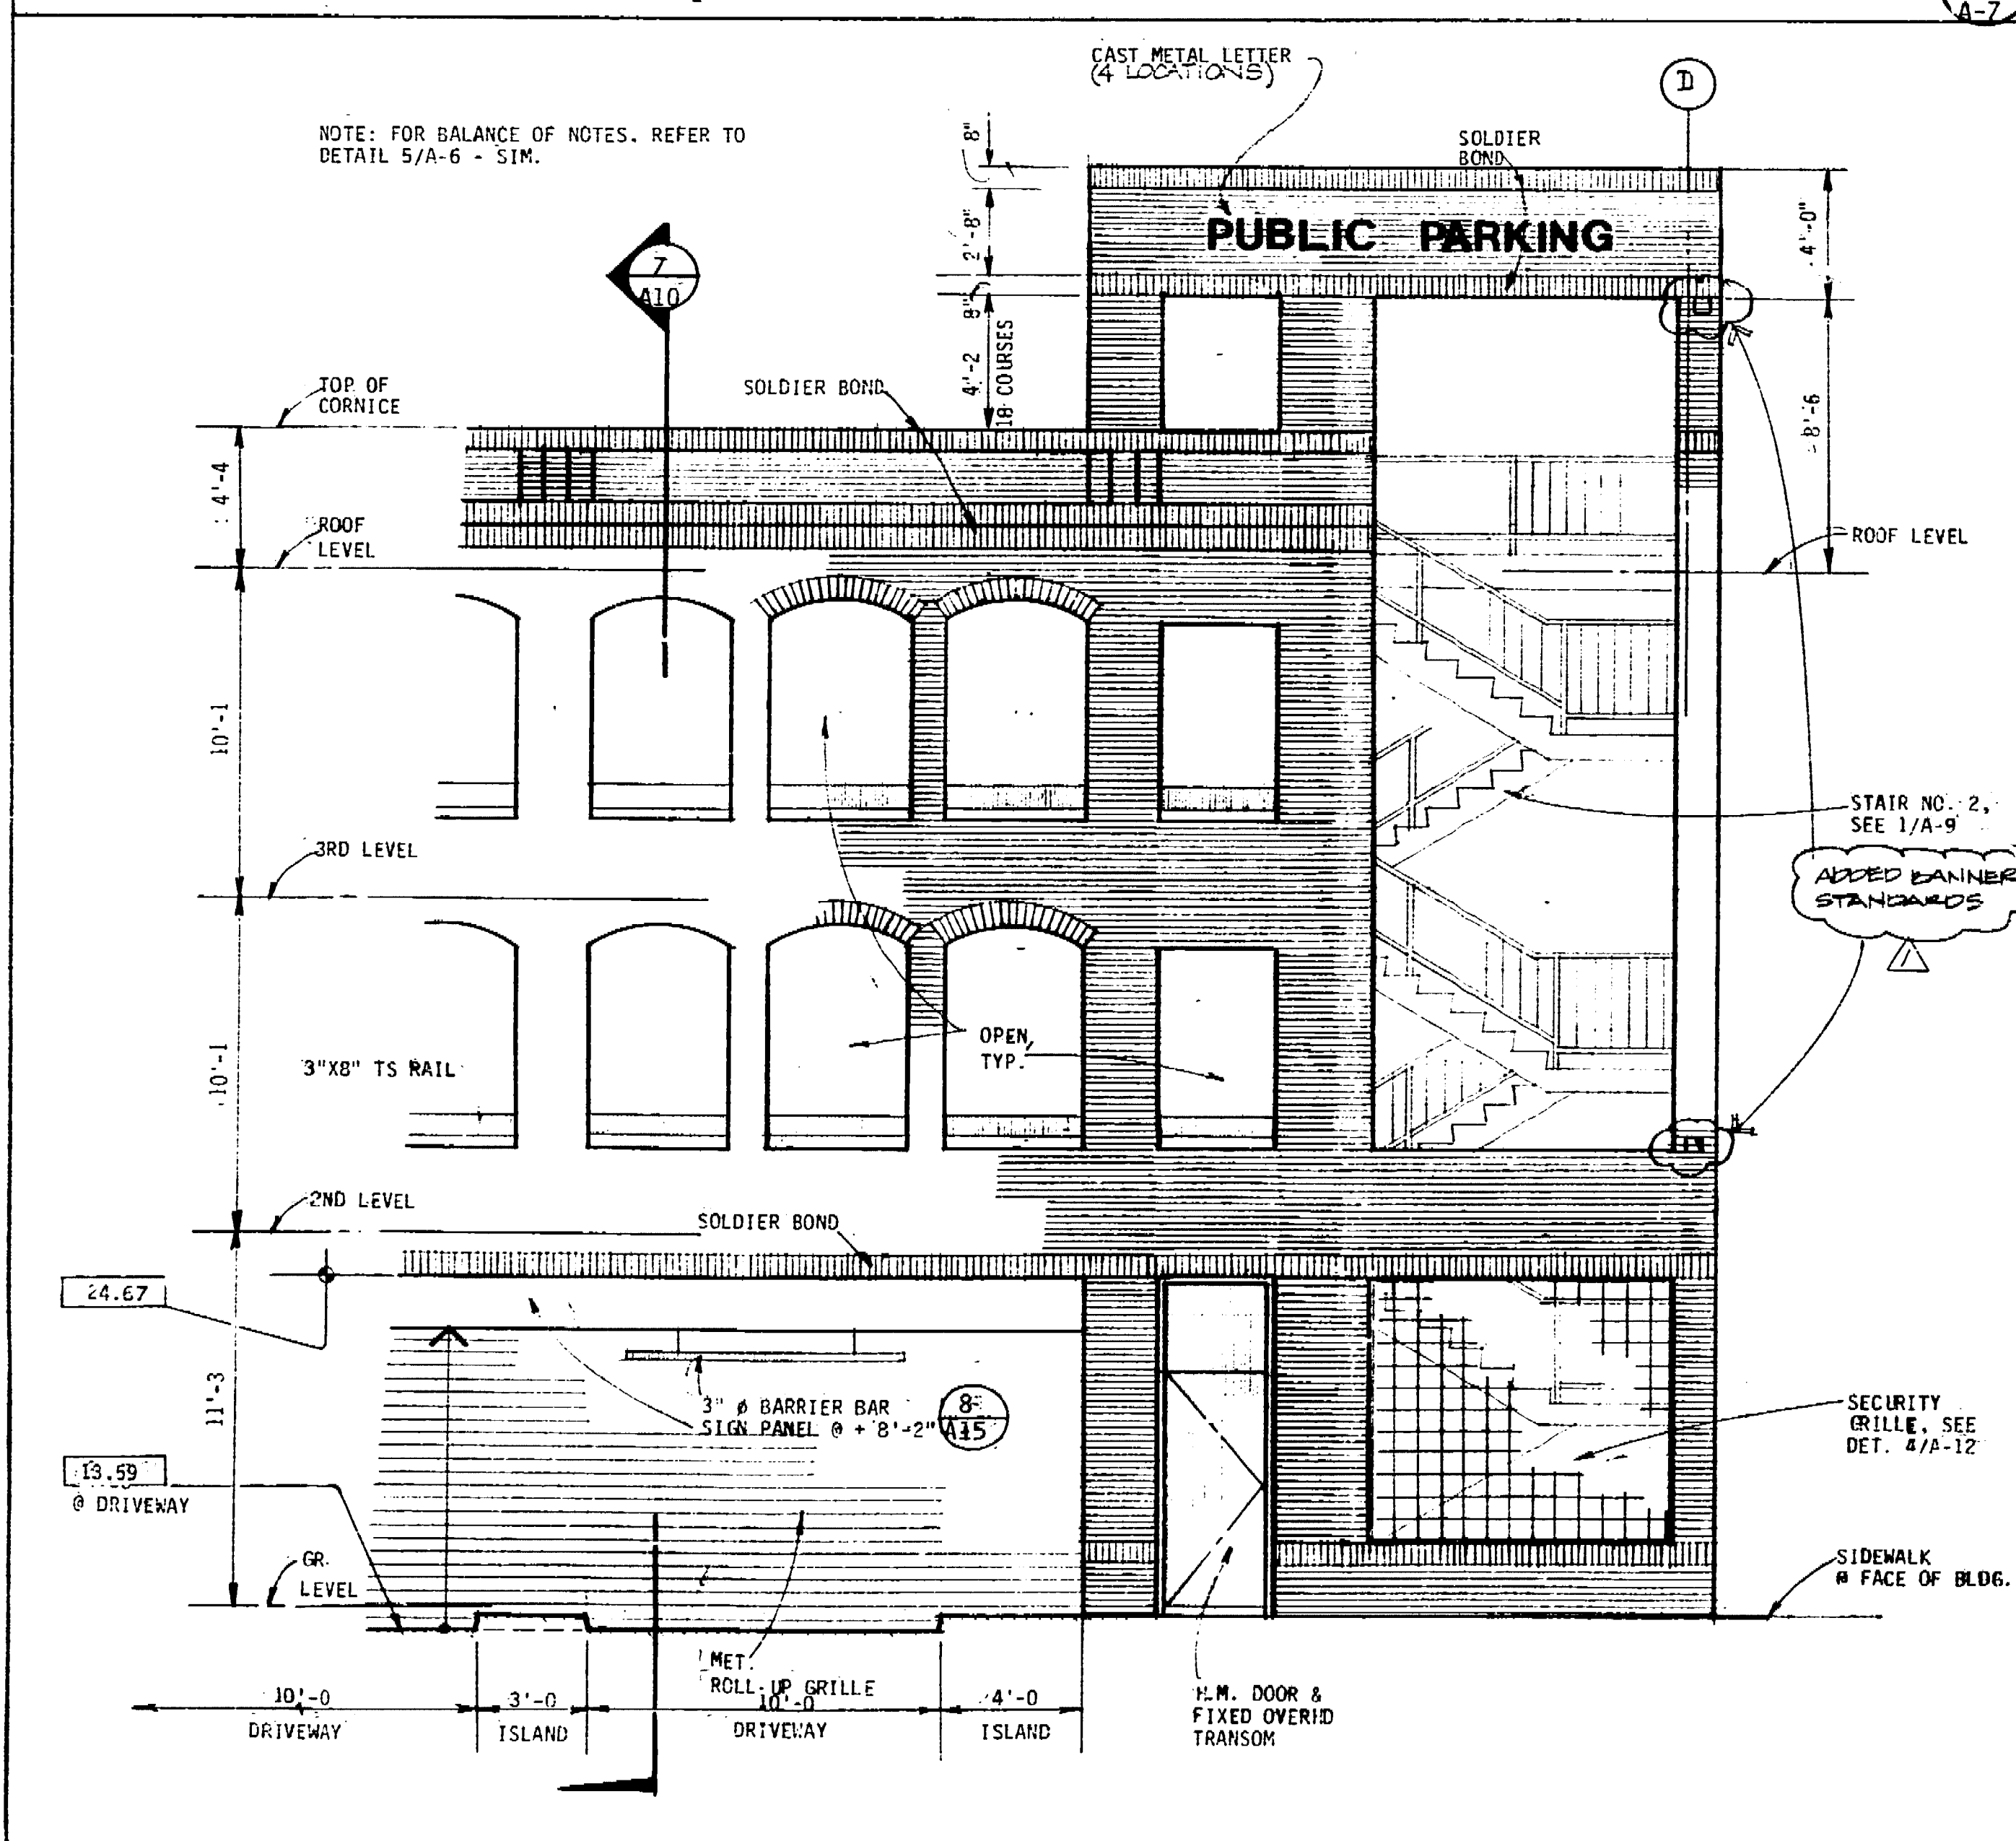 A-7
CAST METAL LETTER
(4 LOCATIONS)
D
NOTE: FOR BALANCE OF NOTES. REFER TO
DETAIL 5/A-6 - SIM.
8"
SOLDIER
BOND
2'-8"
PUBLIC PARKING
4'-0"
7
A10
8"
4'-2
18 COURSES
TOP OF
CORNICE
SOLDIER BOND
8'-6
4'-4
ROOF
LEVEL
ROOF LEVEL
10'-1
STAIR NO. 2,
SEE 1/A-9
3RD LEVEL
ADDED BANNER
STANDARDS
1
OPEN,
TYP.
10'-1
3"X8" TS RAIL
2ND LEVEL
SOLDIER BOND
24.67
11'-3
3" ø BARRIER BAR
SIGN PANEL @ + 8'-2"
8
A15
SECURITY
GRILLE, SEE
DET. 4/A-12
13.59
@ DRIVEWAY
GR.
LEVEL
SIDEWALK
@ FACE OF BLDG.
MET.
ROLL-UP GRILLE
10'-0
DRIVEWAY
3'-0
ISLAND
10'-0
DRIVEWAY
4'-0
ISLAND
H.M. DOOR &
FIXED OVERHD
TRANSOM